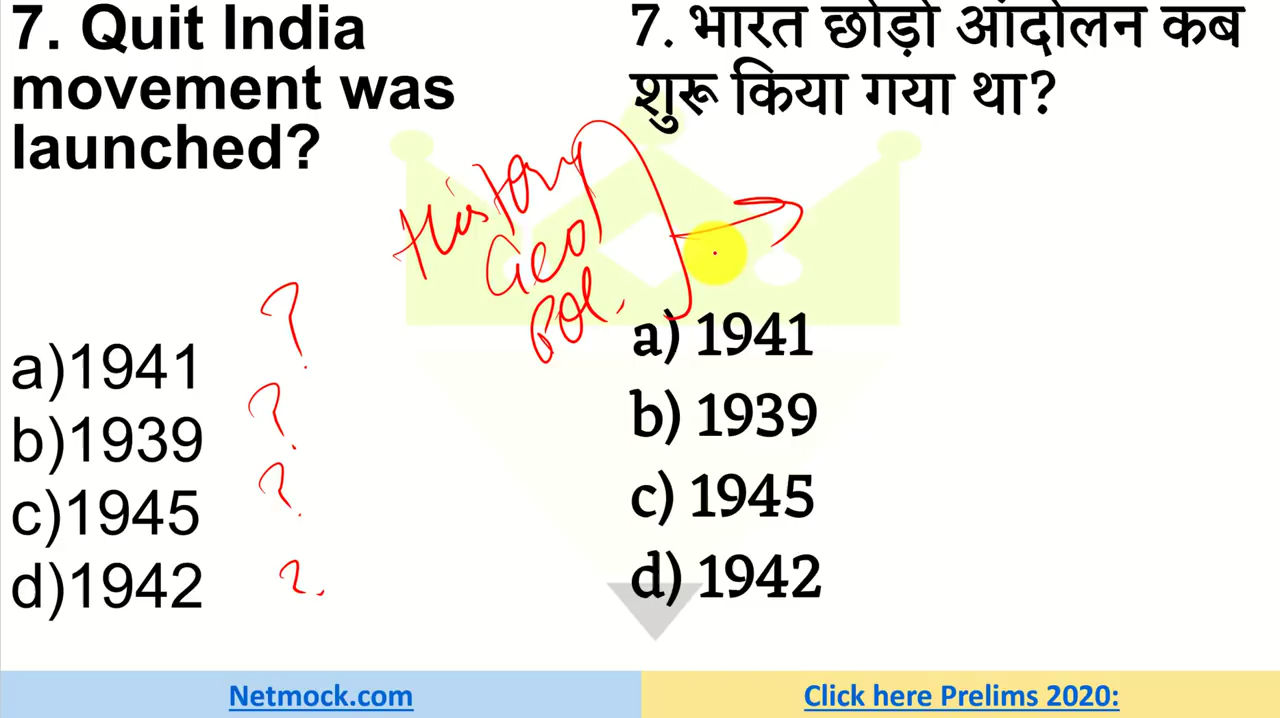 7. Quit India
movement was
launched?
a)1941
b)1939
c)1945
d)1942
7. भारत छोड़ो आंदोलन कब
शुरू किया गया था?
a) 1941
b) 1939
c) 1945
d) 1942
History
Geo
Pol.
?
?
?
?
Netmock.com
Click here Prelims 2020: